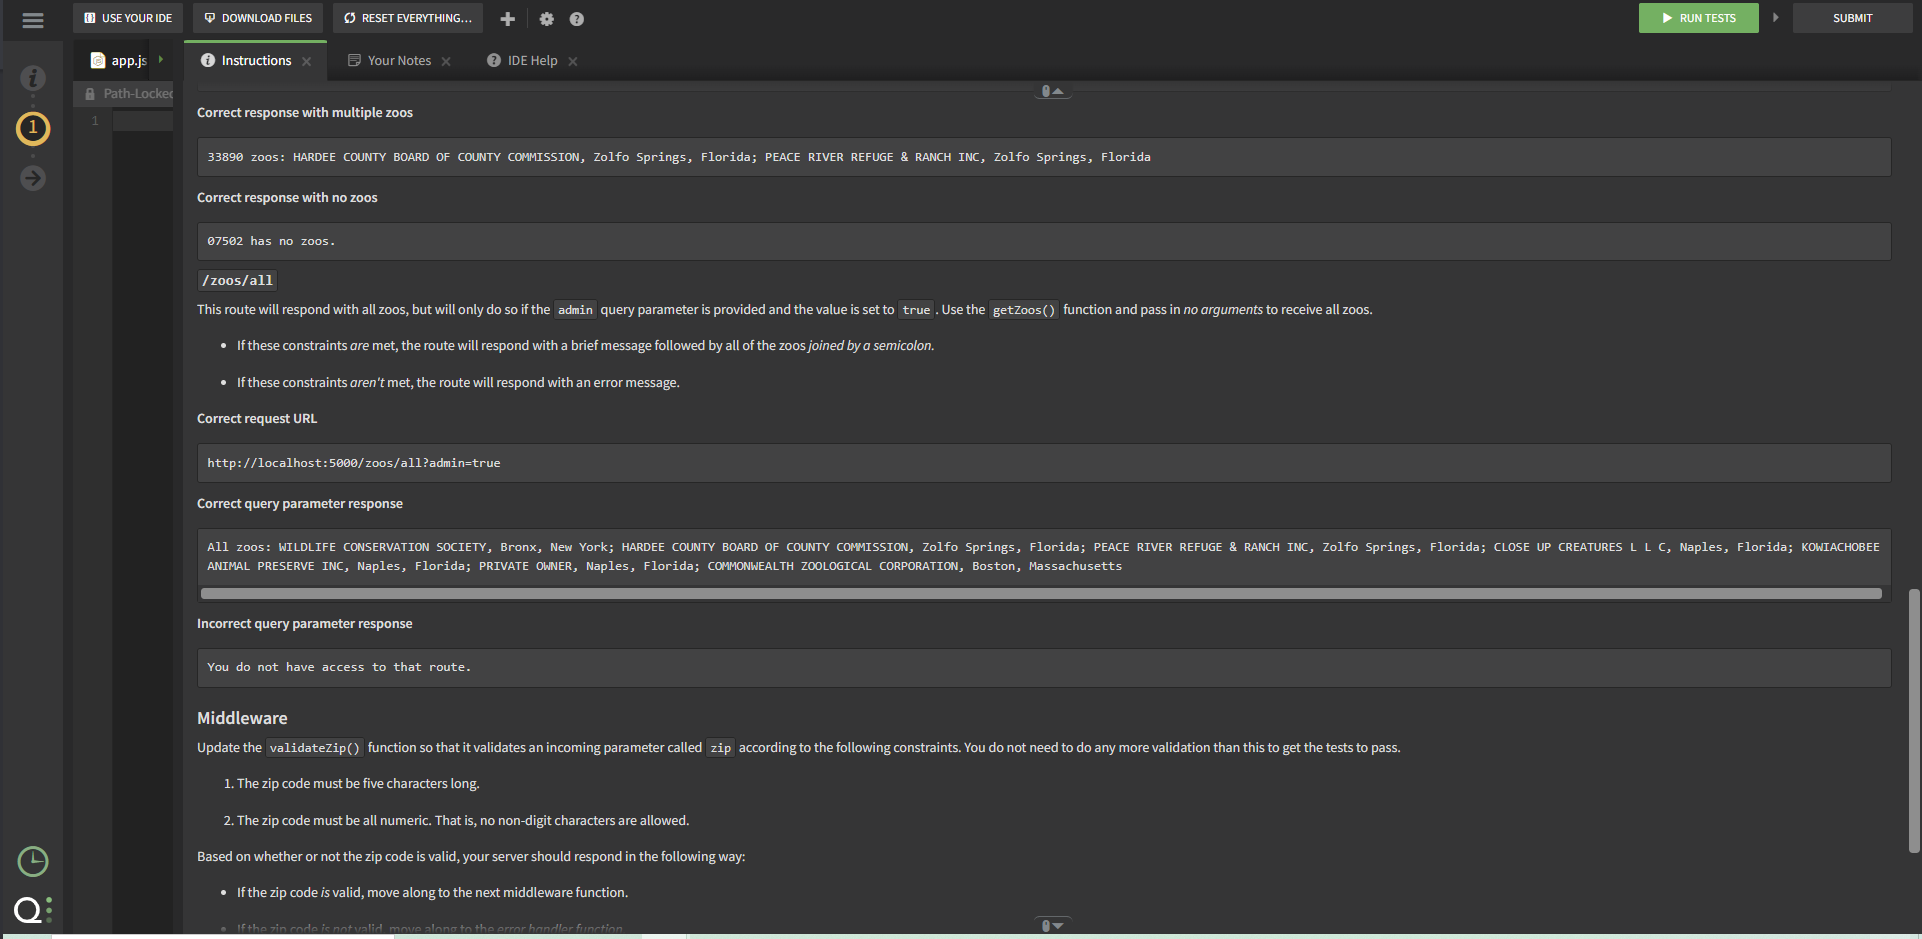 USE YOUR IDE DOWNLOAD FILES RESET EVERYTHING... RUN TESTS SUBMIT
app.js Instructions Your Notes IDE Help
Path-Locked
1
1
Correct response with multiple zoos
33890 zoos: HARDEE COUNTY BOARD OF COUNTY COMMISSION, Zolfo Springs, Florida; PEACE RIVER REFUGE & RANCH INC, Zolfo Springs, Florida
Correct response with no zoos
07502 has no zoos.
/zoos/all
This route will respond with all zoos, but will only do so if the admin query parameter is provided and the value is set to true. Use the getZoos() function and pass in no arguments to receive all zoos.
• If these constraints are met, the route will respond with a brief message followed by all of the zoos joined by a semicolon.
• If these constraints aren't met, the route will respond with an error message.
Correct request URL
http://localhost:5000/zoos/all?admin=true
Correct query parameter response
All zoos: WILDLIFE CONSERVATION SOCIETY, Bronx, New York; HARDEE COUNTY BOARD OF COUNTY COMMISSION, Zolfo Springs, Florida; PEACE RIVER REFUGE & RANCH INC, Zolfo Springs, Florida; CLOSE UP CREATURES L L C, Naples, Florida; KOWIACHOBEE
ANIMAL PRESERVE INC, Naples, Florida; PRIVATE OWNER, Naples, Florida; COMMONWEALTH ZOOLOGICAL CORPORATION, Boston, Massachusetts
Incorrect query parameter response
You do not have access to that route.
Middleware
Update the validateZip() function so that it validates an incoming parameter called zip according to the following constraints. You do not need to do any more validation than this to get the tests to pass.
1. The zip code must be five characters long.
2. The zip code must be all numeric. That is, no non-digit characters are allowed.
Based on whether or not the zip code is valid, your server should respond in the following way:
• If the zip code is valid, move along to the next middleware function.
• If the zip code is not valid, move along to the error handler function.